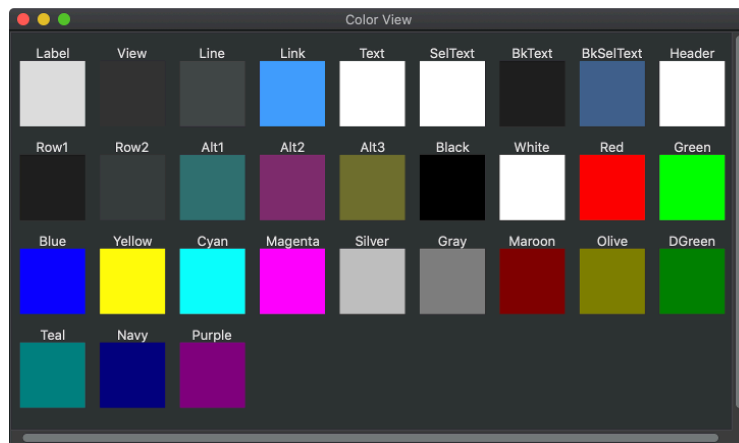 Color View
Label View Line Link Text SelText BkText BkSelText Header
Row1 Row2 Alt1 Alt2 Alt3 Black White Red Green
Blue Yellow Cyan Magenta Silver Gray Maroon Olive DGreen
Teal Navy Purple